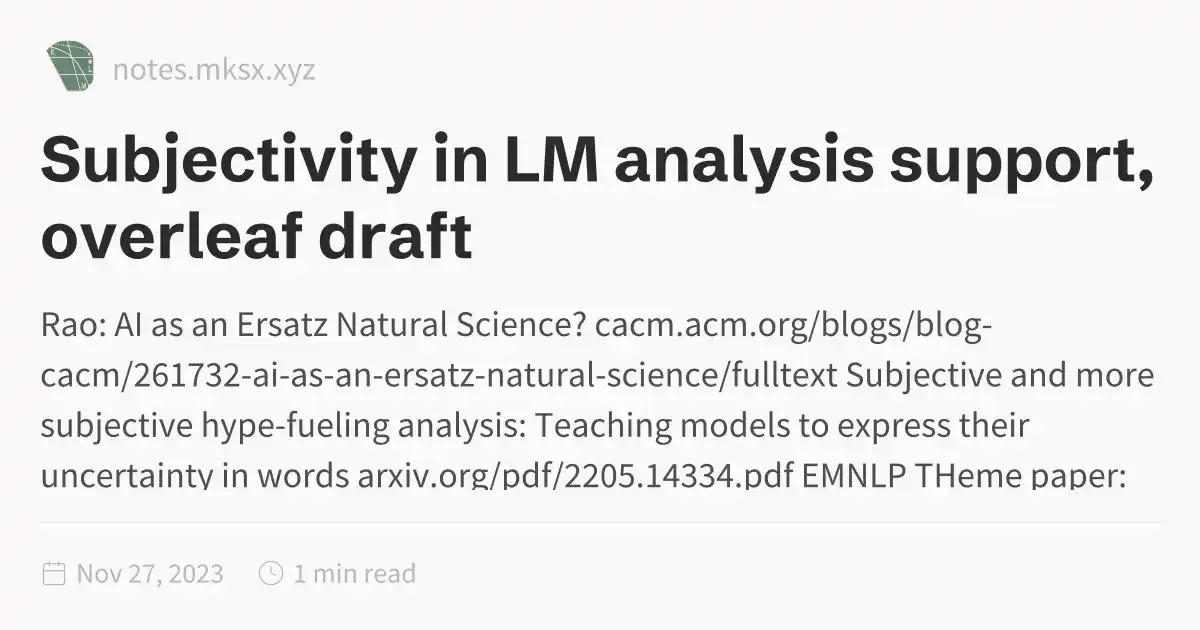 notes.mksx.xyz
Subjectivity in LM analysis support,
overleaf draft
Rao: AI as an Ersatz Natural Science? cacm.acm.org/blogs/blog-
cacm/261732-ai-as-an-ersatz-natural-science/fulltext Subjective and more
subjective hype-fueling analysis: Teaching models to express their
uncertainty in words arxiv.org/pdf/2205.14334.pdf EMNLP THeme paper:
Nov 27, 2023
1 min read